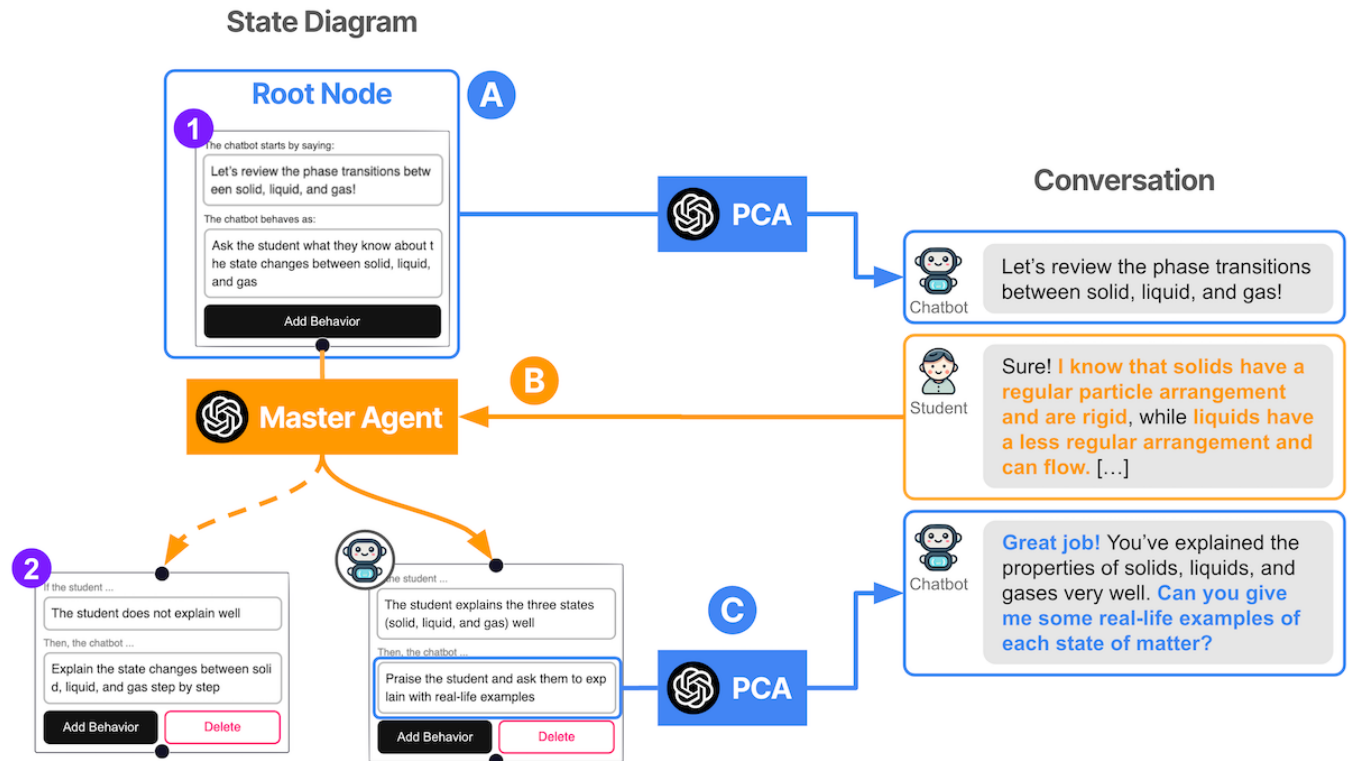 State Diagram
Root Node
A
1
The chatbot starts by saying:
Let's review the phase transitions betw
een solid, liquid, and gas!
The chatbot behaves as:
Ask the student what they know about t
he state changes between solid, liquid,
and gas
Add Behavior
PCA
Conversation
Chatbot
Let's review the phase transitions
between solid, liquid, and gas!
Master Agent
B
Student
Sure! I know that solids have a
regular particle arrangement
and are rigid, while liquids have
a less regular arrangement and
can flow. […]
2
If the student ...
The student does not explain well
Then, the chatbot ...
Explain the state changes between soli
d, liquid, and gas step by step
Add Behavior
Delete
the student ...
The student explains the three states
(solid, liquid, and gas) well
Then, the chatbot ...
Praise the student and ask them to exp
lain with real-life examples
Add Behavior
Delete
C
PCA
Chatbot
Great job! You've explained the
properties of solids, liquids, and
gases very well. Can you give
me some real-life examples of
each state of matter?